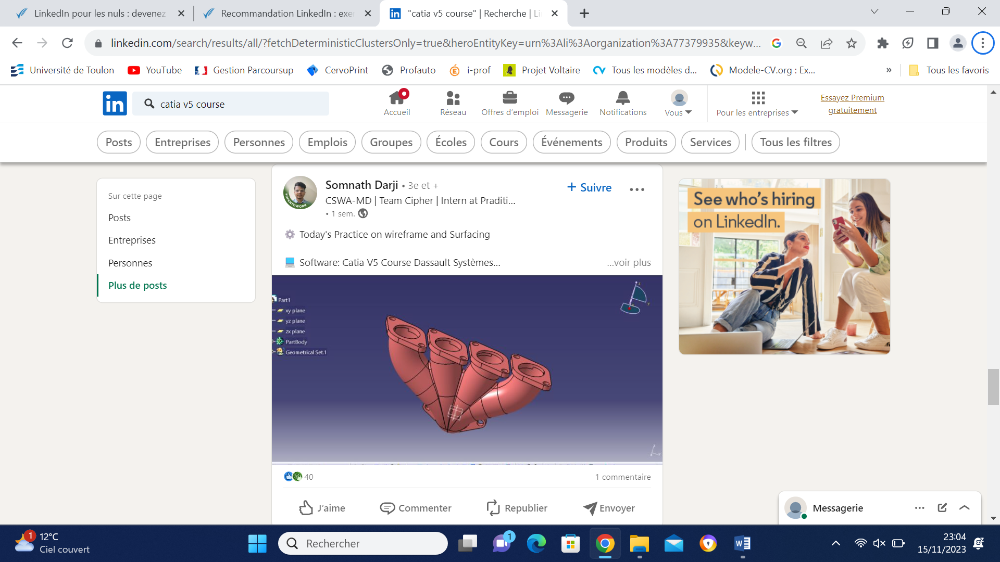 LinkedIn pour les nuls : devenez
Recommandation LinkedIn : exe
"catia v5 course" | Recherche | Li
linkedin.com/search/results/all/?fetchDeterministicClustersOnly=true&heroEntityKey=urn%3Ali%3Aorganization%3A77379935&keyw...
Université de Toulon
YouTube
Gestion Parcoursup
CervoPrint
Profauto
i-prof
Projet Voltaire
Tous les modèles d...
Modele-CV.org : Ex...
»
Tous les favoris
in
catia v5 course
Accueil
Réseau
Offres d'emploi
Messagerie
Notifications
Vous
Pour les entreprises
Essayez Premium
gratuitement
Posts
Entreprises
Personnes
Emplois
Groupes
Écoles
Cours
Événements
Produits
Services
Tous les filtres
Sur cette page
Posts
Entreprises
Personnes
Plus de posts
Somnath Darji • 3e et +
CSWA-MD | Team Cipher | Intern at Praditi...
• 1 sem.
#OPENTOWORK
+ Suivre
Today's Practice on wireframe and Surfacing
Software: Catia V5 Course Dassault Systèmes...
...voir plus
Part1
xy plane
yz plane
zx plane
PartBody
Geometrical Set.1
40
1 commentaire
J'aime
Commenter
Republier
Envoyer
See who's hiring
on LinkedIn.
Messagerie
1
12°C
Ciel couvert
Rechercher
1
23:04
15/11/2023